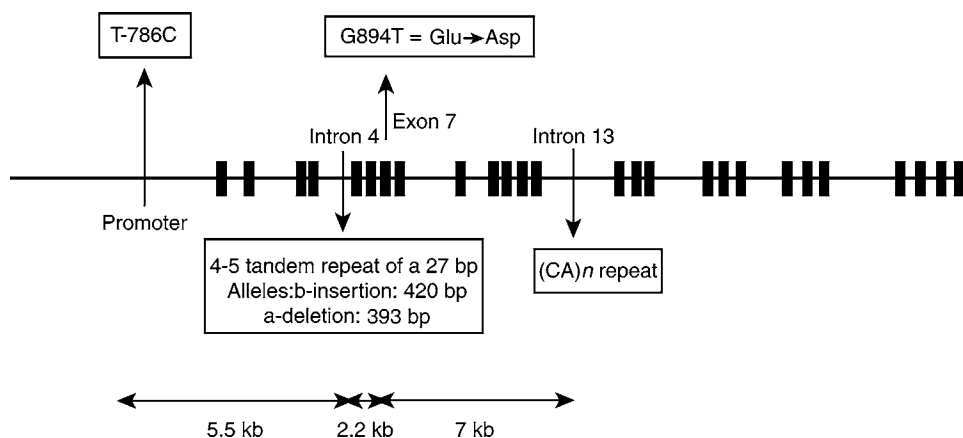 T-786C
G894T = Glu→Asp
Intron 4
Exon 7
Intron 13
Promoter
4-5 tandem repeat of a 27 bp
Alleles:b-insertion: 420 bp
a-deletion: 393 bp
(CA)n repeat
5.5 kb
2.2 kb
7 kb